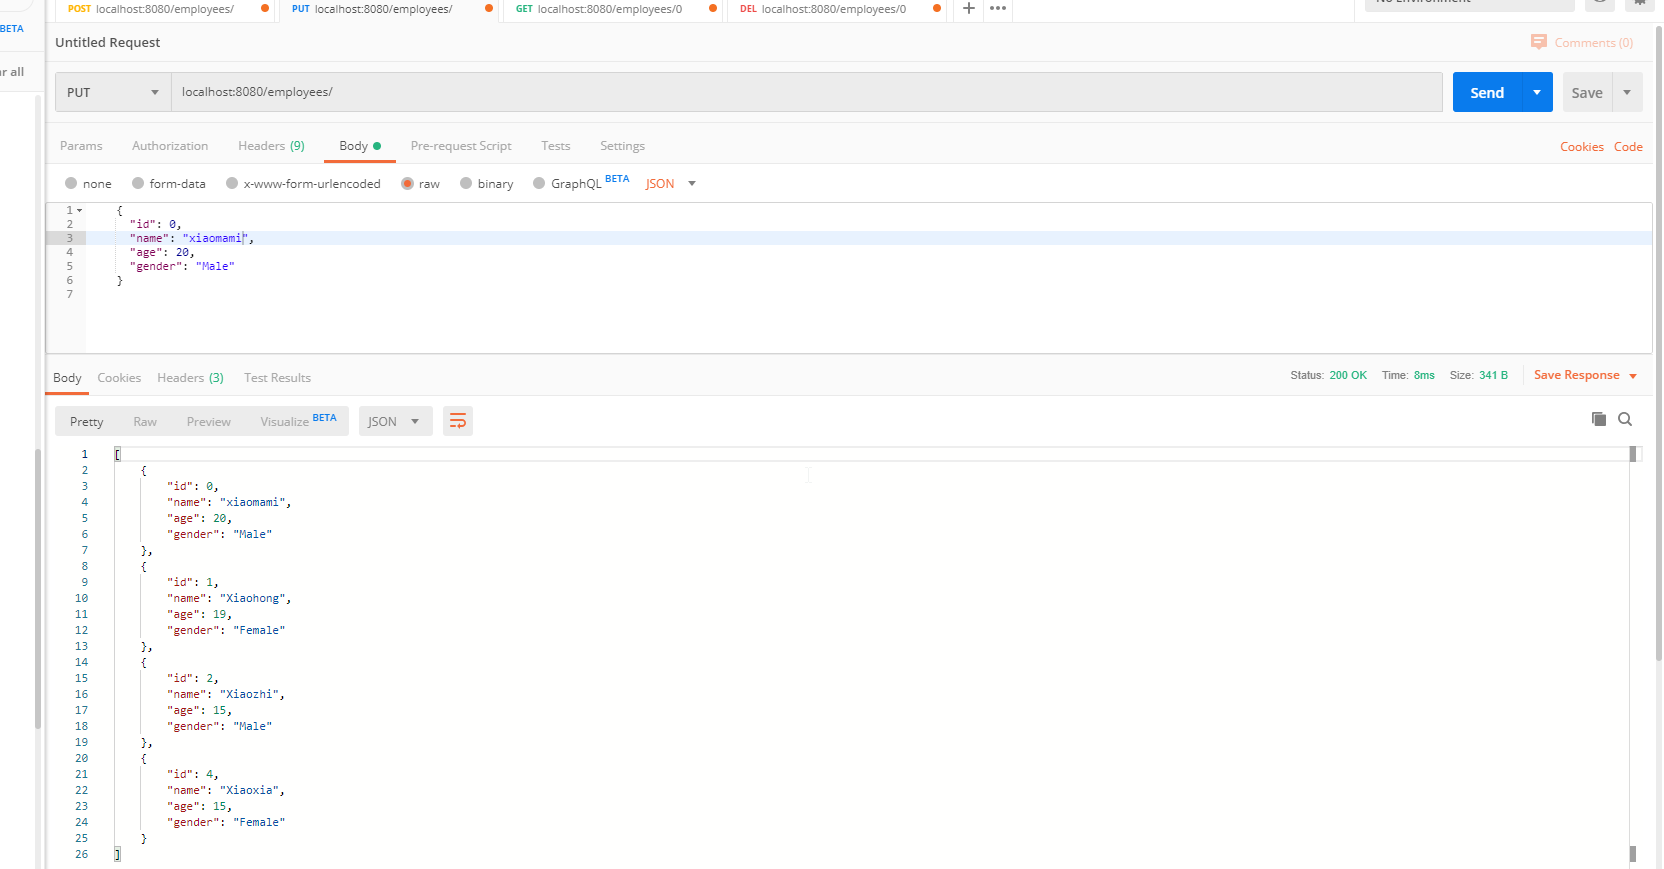 POST localhost:8080/employees/ PUT localhost:8080/employees/ GET localhost:8080/employees/0 DEL localhost:8080/employees/0 + ••• No Environment
BETA
Untitled Request Comments (0)
r all
PUT localhost:8080/employees/ Send Save
Params Authorization Headers (9) Body Pre-request Script Tests Settings Cookies Code
none form-data x-www-form-urlencoded raw binary GraphQL BETA JSON
1 {
2 "id": 0,
3 "name": "xiaomami",
4 "age": 20,
5 "gender": "Male"
6 }
7
Body Cookies Headers (3) Test Results Status: 200 OK Time: 8ms Size: 341 B Save Response
Pretty Raw Preview Visualize BETA JSON
1 [
2 {
3 "id": 0,
4 "name": "xiaomami",
5 "age": 20,
6 "gender": "Male"
7 },
8 {
9 "id": 1,
10 "name": "Xiaohong",
11 "age": 19,
12 "gender": "Female"
13 },
14 {
15 "id": 2,
16 "name": "Xiaozhi",
17 "age": 15,
18 "gender": "Male"
19 },
20 {
21 "id": 4,
22 "name": "Xiaoxia",
23 "age": 15,
24 "gender": "Female"
25 }
26 ]